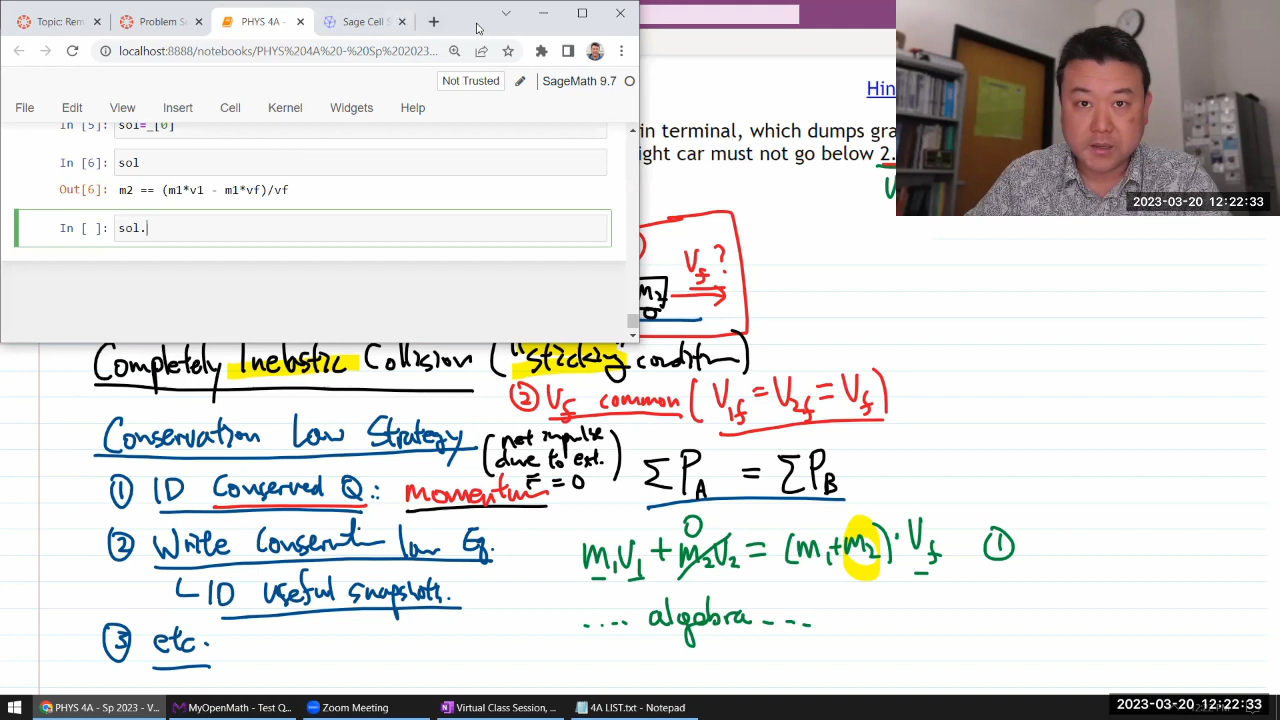 Topic: Rem
Problem S
PHYS 4A -
Sage Cell S
localhost:8888/notebooks/PHYS%204A%20-%20Sp%202023...
Not Trusted
SageMath 9.7
File Edit View Insert Cell Kernel Widgets Help
In [5]: sol=_[0]
In [6]: sol
Out[6]: m2 == (m1*v1 - m1*vf)/vf
In [ ]: sol.
Hin
in terminal, which dumps gra
ight car must not go below 2.
2023-03-20 12:22:33
Vf ?
m2
Completely Inelastic Collision ("sticky" condition)
② Vf common (V1f = V2f = Vf)
Conservation Law Strategy
(net impulse
due to ext.
F = 0)
ΣPA = ΣPB
① ID Conserved Q: momentum
② Write Conservation law Eq.
0
m1V1 + m2V2 = (m1+m2)·Vf ①
ID useful snapshots.
.... algebra ....
③ etc.
PHYS 4A - Sp 2023 - V...
MyOpenMath - Test Q...
Zoom Meeting
Virtual Class Session, ...
4A LIST.txt - Notepad
2023-03-20 12:22:33